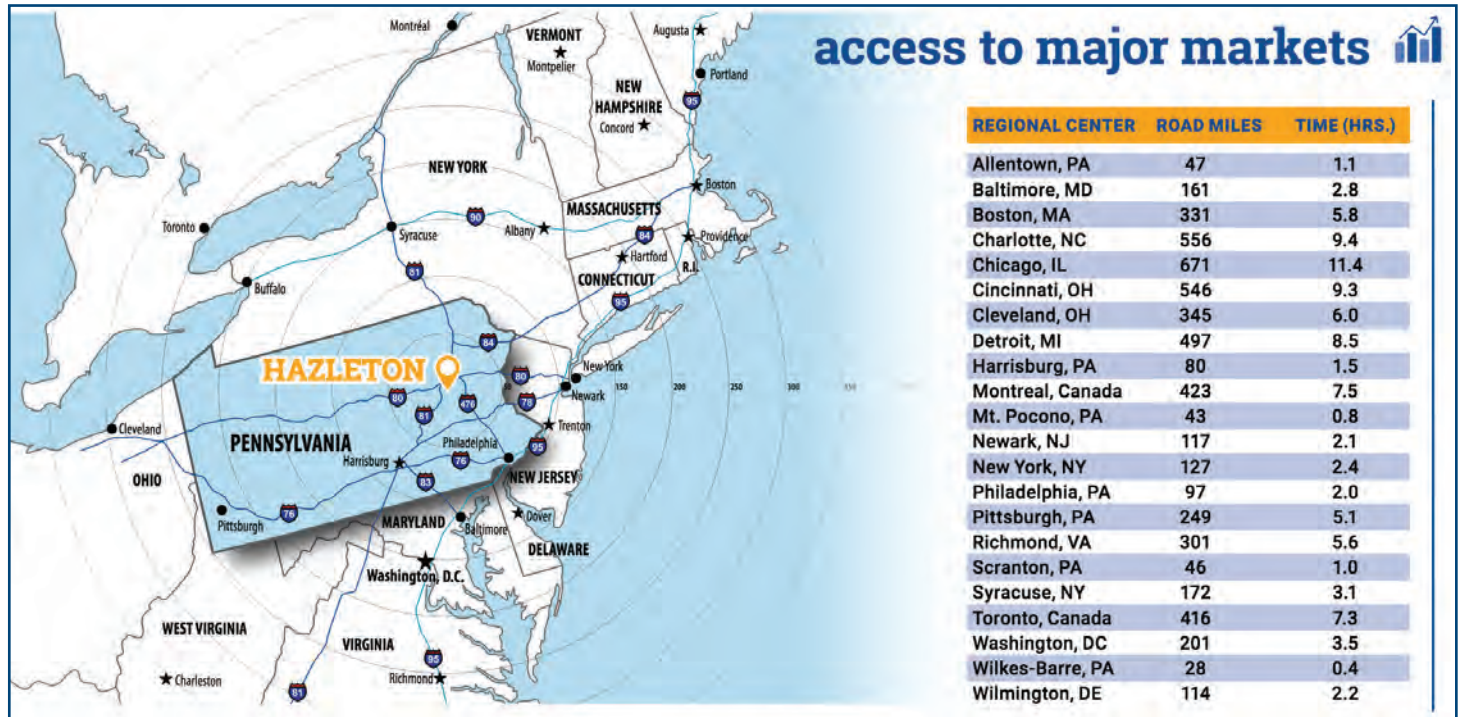 access to major markets
REGIONAL CENTER ROAD MILES TIME (HRS.)
Allentown, PA 47 1.1
Baltimore, MD 161 2.8
Boston, MA 331 5.8
Charlotte, NC 556 9.4
Chicago, IL 671 11.4
Cincinnati, OH 546 9.3
Cleveland, OH 345 6.0
Detroit, MI 497 8.5
Harrisburg, PA 80 1.5
Montreal, Canada 423 7.5
Mt. Pocono, PA 43 0.8
Newark, NJ 117 2.1
New York, NY 127 2.4
Philadelphia, PA 97 2.0
Pittsburgh, PA 249 5.1
Richmond, VA 301 5.6
Scranton, PA 46 1.0
Syracuse, NY 172 3.1
Toronto, Canada 416 7.3
Washington, DC 201 3.5
Wilkes-Barre, PA 28 0.4
Wilmington, DE 114 2.2
Montréal
VERMONT
Montpelier
Augusta
Portland
95
NEW
HAMPSHIRE
Concord
NEW YORK
Boston
MASSACHUSETTS
90
Toronto
Syracuse
Albany
84
Providence
Hartford
R.I.
CONNECTICUT
81
Buffalo
95
84
HAZLETON
New York
80
Newark
150
200
250
300
350
80
476
78
81
Cleveland
PENNSYLVANIA
Philadelphia
Trenton
95
Harrisburg
76
OHIO
83
NEW JERSEY
76
Pittsburgh
MARYLAND
Baltimore
Dover
DELAWARE
Washington, D.C.
WEST VIRGINIA
VIRGINIA
95
Charleston
81
Richmond